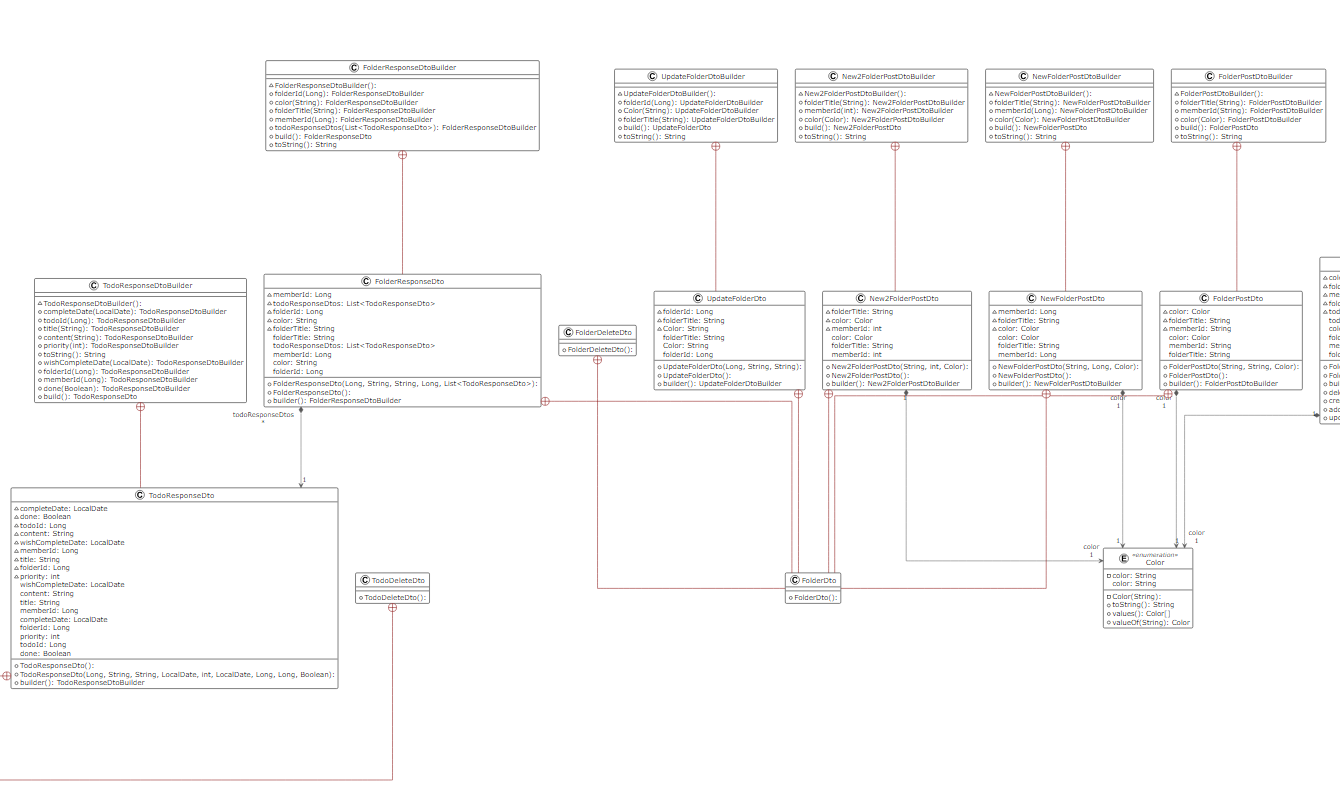 FolderResponseDtoBuilder
FolderResponseDtoBuilder():
folderId(Long): FolderResponseDtoBuilder
color(String): FolderResponseDtoBuilder
folderTitle(String): FolderResponseDtoBuilder
memberId(Long): FolderResponseDtoBuilder
todoResponseDtos(List<TodoResponseDto>): FolderResponseDtoBuilder
build(): FolderResponseDto
toString(): String
UpdateFolderDtoBuilder
UpdateFolderDtoBuilder():
folderId(Long): UpdateFolderDtoBuilder
Color(String): UpdateFolderDtoBuilder
folderTitle(String): UpdateFolderDtoBuilder
build(): UpdateFolderDto
toString(): String
New2FolderPostDtoBuilder
New2FolderPostDtoBuilder():
folderTitle(String): New2FolderPostDtoBuilder
memberId(int): New2FolderPostDtoBuilder
color(Color): New2FolderPostDtoBuilder
build(): New2FolderPostDto
toString(): String
NewFolderPostDtoBuilder
NewFolderPostDtoBuilder():
folderTitle(String): NewFolderPostDtoBuilder
memberId(Long): NewFolderPostDtoBuilder
color(Color): NewFolderPostDtoBuilder
build(): NewFolderPostDto
toString(): String
FolderPostDtoBuilder
FolderPostDtoBuilder():
folderTitle(String): FolderPostDtoBuilder
memberId(String): FolderPostDtoBuilder
color(Color): FolderPostDtoBuilder
build(): FolderPostDto
toString(): String
TodoResponseDtoBuilder
TodoResponseDtoBuilder():
completeDate(LocalDate): TodoResponseDtoBuilder
todoId(Long): TodoResponseDtoBuilder
title(String): TodoResponseDtoBuilder
content(String): TodoResponseDtoBuilder
priority(int): TodoResponseDtoBuilder
toString(): String
wishCompleteDate(LocalDate): TodoResponseDtoBuilder
folderId(Long): TodoResponseDtoBuilder
memberId(Long): TodoResponseDtoBuilder
done(Boolean): TodoResponseDtoBuilder
build(): TodoResponseDto
FolderResponseDto
memberId: Long
todoResponseDtos: List<TodoResponseDto>
folderId: Long
color: String
folderTitle: String
folderTitle: String
todoResponseDtos: List<TodoResponseDto>
memberId: Long
color: String
folderId: Long
FolderResponseDto(Long, String, String, Long, List<TodoResponseDto>):
FolderResponseDto():
builder(): FolderResponseDtoBuilder
FolderDeleteDto
FolderDeleteDto():
UpdateFolderDto
folderId: Long
folderTitle: String
Color: String
folderTitle: String
Color: String
folderId: Long
UpdateFolderDto(Long, String, String):
UpdateFolderDto():
builder(): UpdateFolderDtoBuilder
New2FolderPostDto
folderTitle: String
color: Color
memberId: int
color: Color
folderTitle: String
memberId: int
New2FolderPostDto(String, int, Color):
New2FolderPostDto():
builder(): New2FolderPostDtoBuilder
NewFolderPostDto
memberId: Long
folderTitle: String
color: Color
color: Color
folderTitle: String
memberId: Long
NewFolderPostDto(String, Long, Color):
NewFolderPostDto():
builder(): NewFolderPostDtoBuilder
FolderPostDto
color: Color
folderTitle: String
memberId: String
color: Color
memberId: String
folderTitle: String
FolderPostDto(String, String, Color):
FolderPostDto():
builder(): FolderPostDtoBuilder
todoResponseDtos
*
1
1
color
1
color
1
TodoResponseDto
completeDate: LocalDate
done: Boolean
todoId: Long
content: String
wishCompleteDate: LocalDate
memberId: Long
title: String
folderId: Long
priority: int
wishCompleteDate: LocalDate
content: String
title: String
memberId: Long
completeDate: LocalDate
folderId: Long
priority: int
todoId: Long
done: Boolean
TodoResponseDto():
TodoResponseDto(Long, String, String, LocalDate, int, LocalDate, Long, Long, Boolean):
builder(): TodoResponseDtoBuilder
TodoDeleteDto
TodoDeleteDto():
FolderDto
FolderDto():
color
1
1
1
color
1
«enumeration»
Color
color: String
color: String
Color(String):
toString(): String
values(): Color[]
valueOf(String): Color